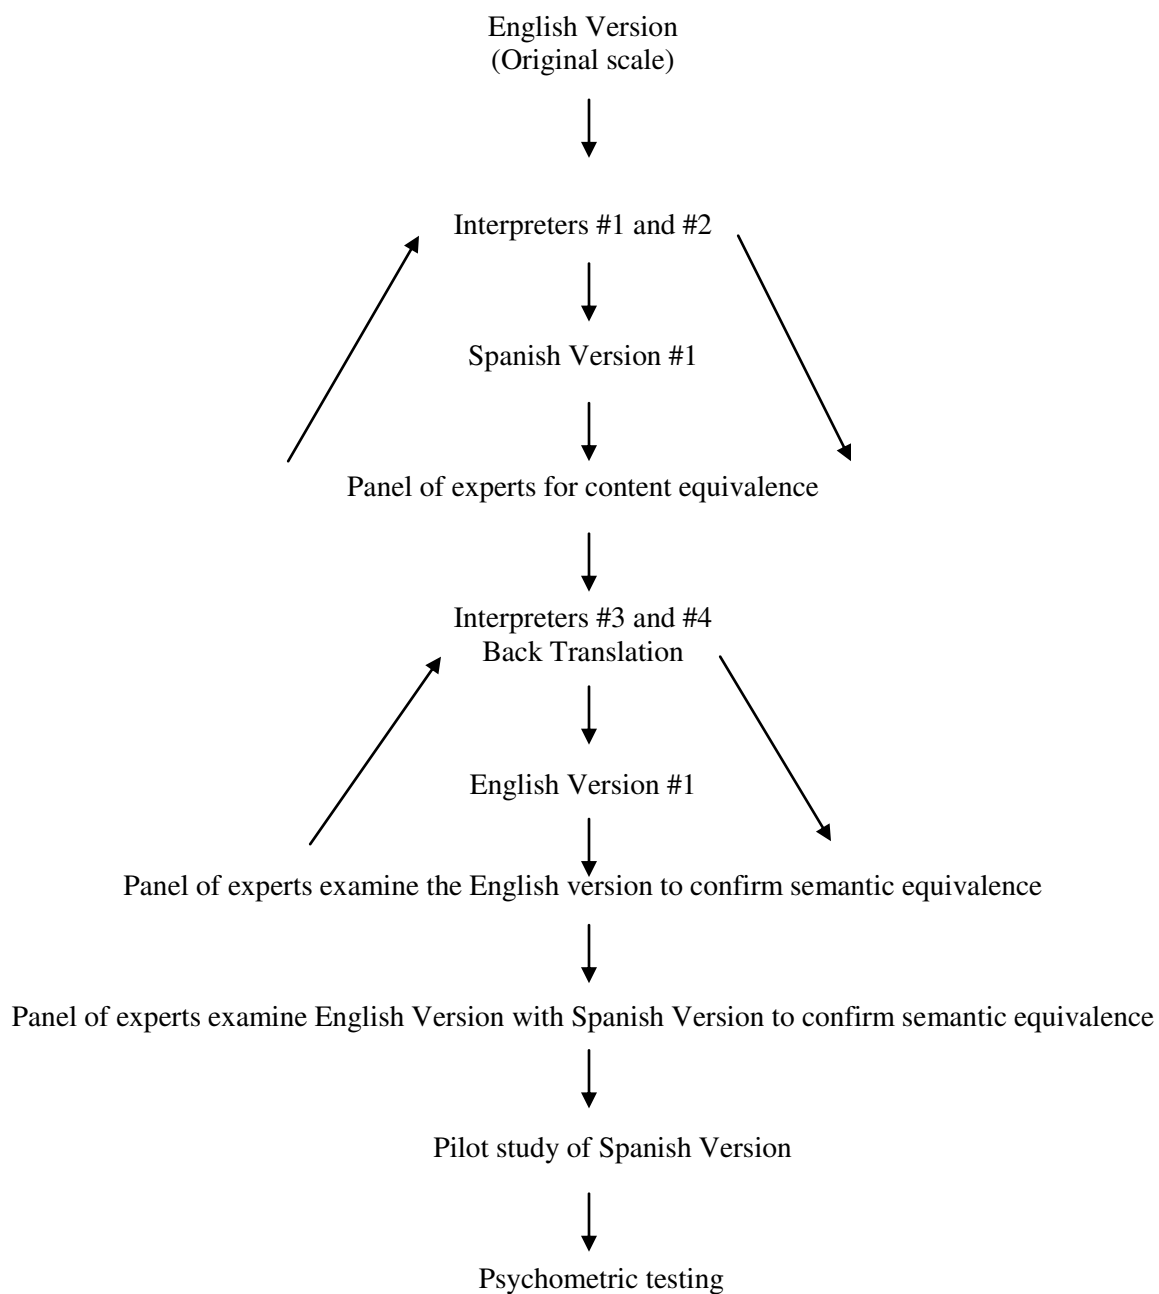 English Version
(Original scale)
Interpreters #1 and #2
Spanish Version #1
Panel of experts for content equivalence
Interpreters #3 and #4
Back Translation
English Version #1
Panel of experts examine the English version to confirm semantic equivalence
Panel of experts examine English Version with Spanish Version to confirm semantic equivalence
Pilot study of Spanish Version
Psychometric testing